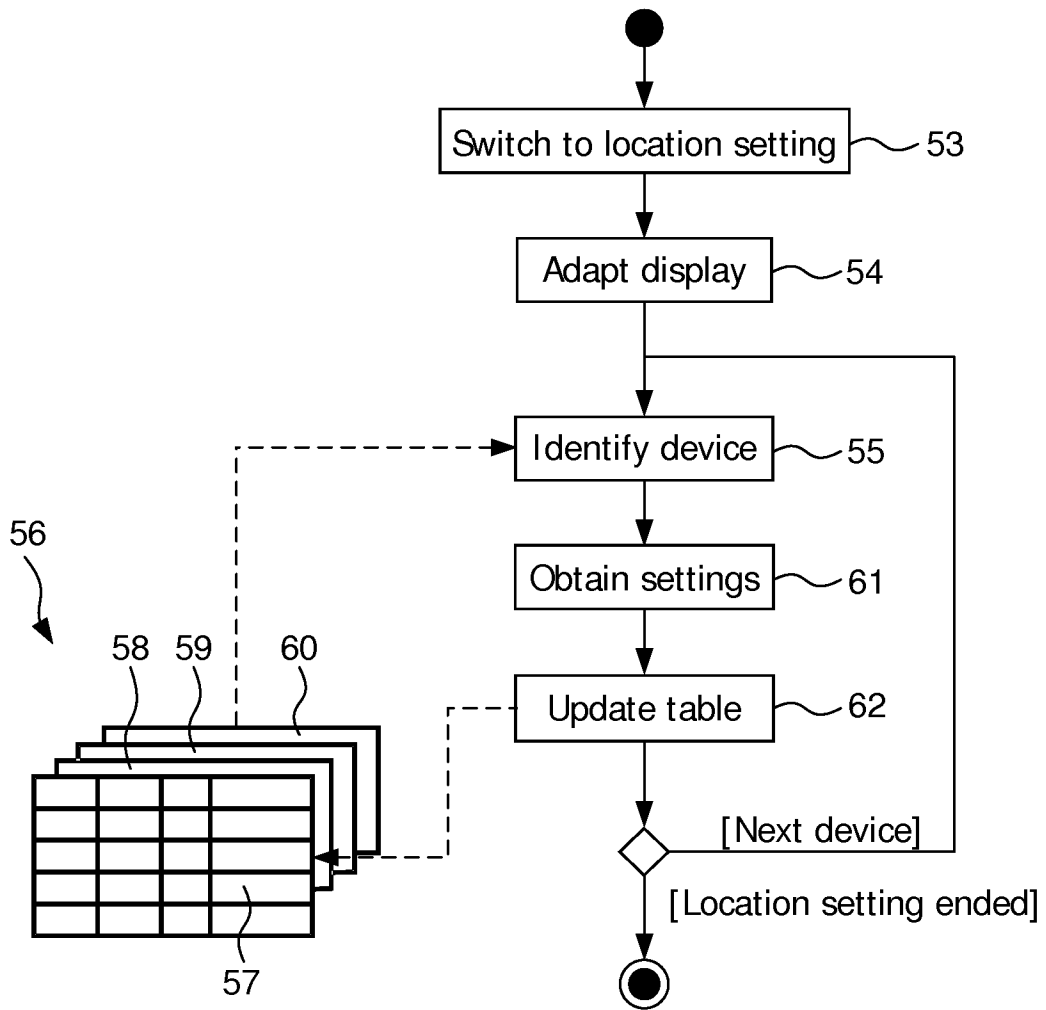 Switch to location setting
53
Adapt display
54
Identify device
55
56
Obtain settings
61
58
59
60
Update table
62
[Next device]
[Location setting ended]
57